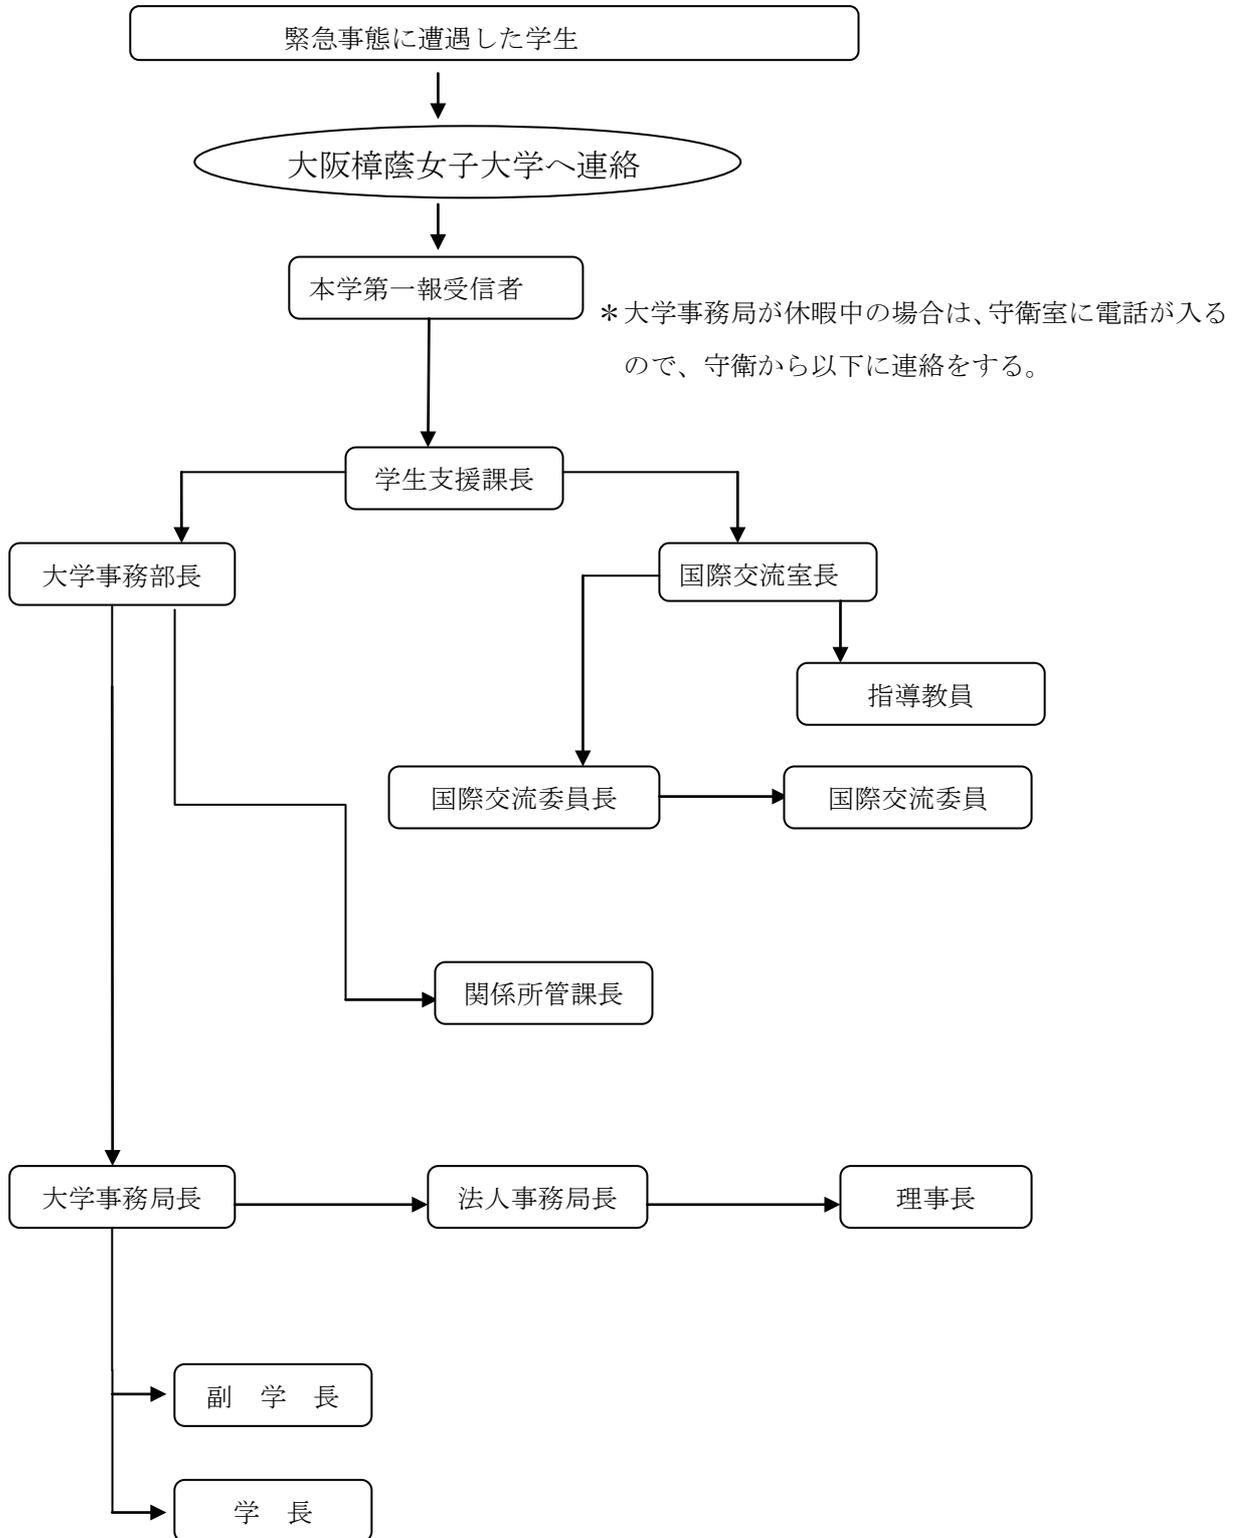 緊急事態に遭遇した学生
大阪樟蔭女子大学へ連絡
本学第一報受信者
＊大学事務局が休暇中の場合は、守衛室に電話が入る
ので、守衛から以下に連絡をする。
学生支援課長
大学事務部長
国際交流室長
指導教員
国際交流委員長
国際交流委員
関係所管課長
大学事務局長
法人事務局長
理事長
副　学　長
学　長